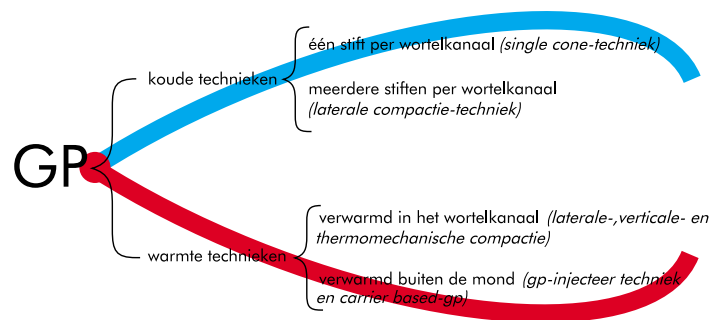 GP
koude technieken
één stift per wortelkanaal (single cone-techniek)
meerdere stiften per wortelkanaal
(laterale compactie-techniek)
warmte technieken
verwarmd in het wortelkanaal (laterale-,verticale- en
thermomechanische compactie)
verwarmd buiten de mond (gp-injecteer techniek
en carrier based-gp)